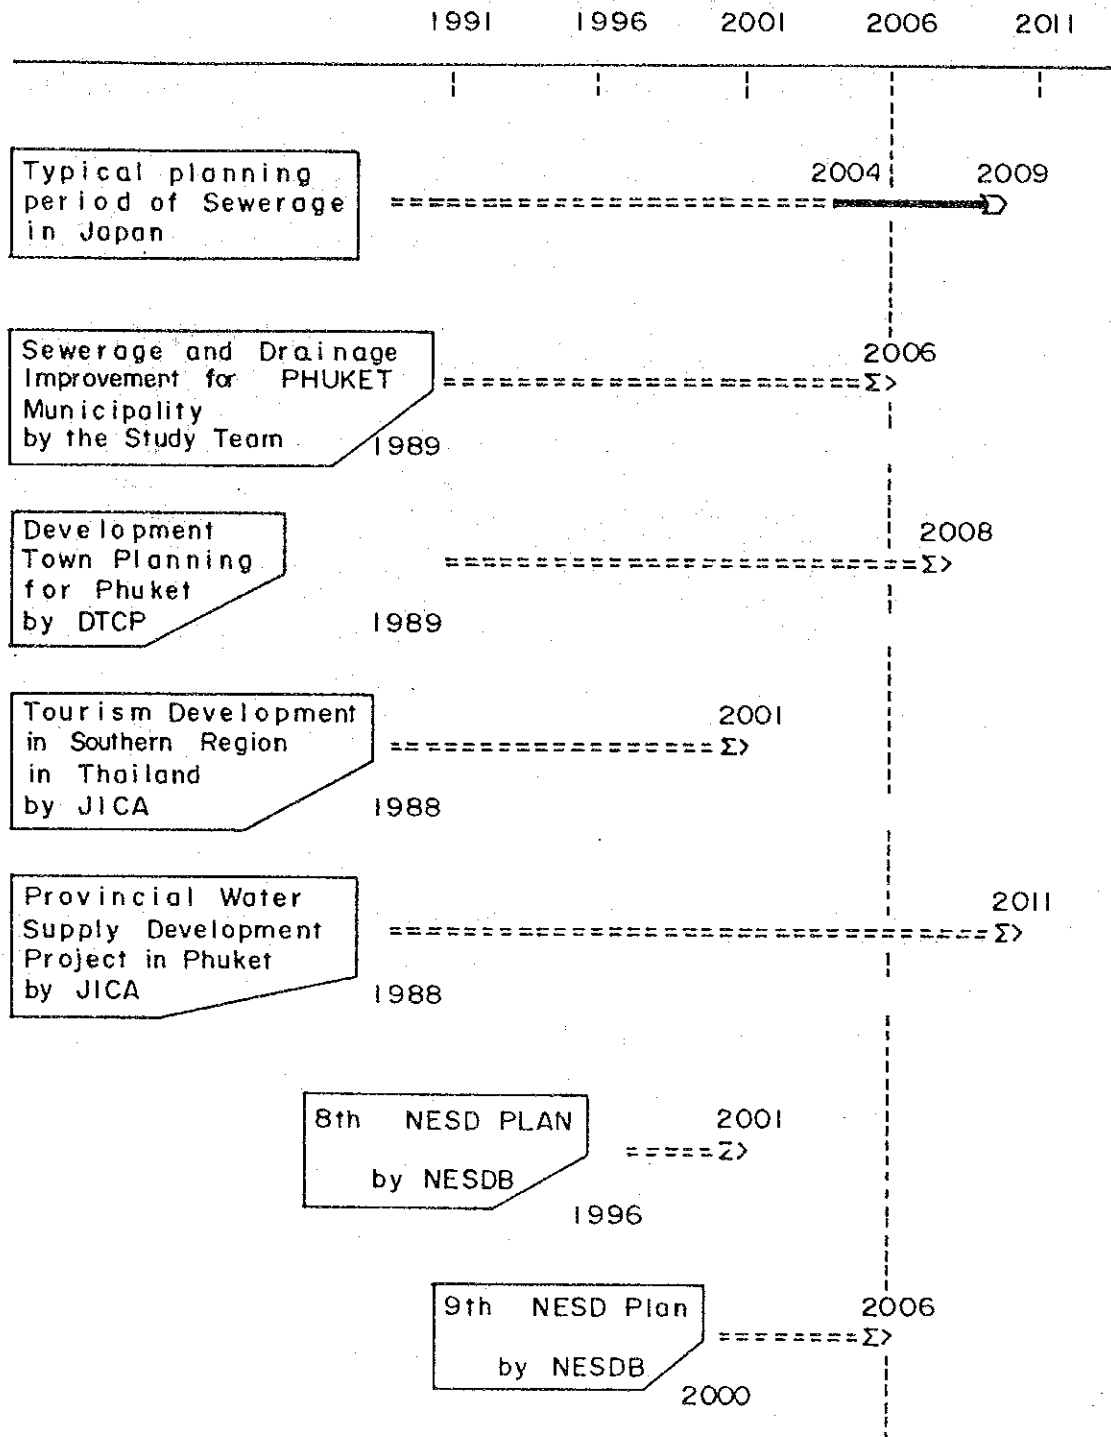 1991 1996 2001 2006 2011
Typical planning
period of Sewerage
in Japan
2004 2009
Sewerage and Drainage
Improvement for PHUKET
Municipality
by the Study Team
1989
2006
Development
Town Planning
for Phuket
by DTCP
1989
2008
Tourism Development
in Southern Region
in Thailand
by JICA
1988
2001
Provincial Water
Supply Development
Project in Phuket
by JICA
1988
2011
8th NESD PLAN
by NESDB
1996
2001
9th NESD Plan
by NESDB
2000
2006